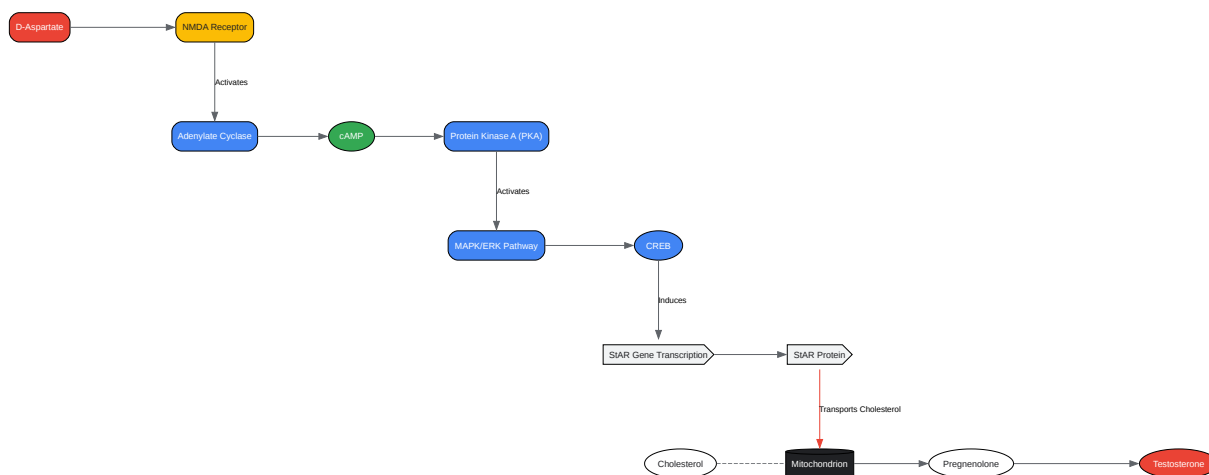 D-Aspartate
NMDA Receptor
Activates
Adenylate Cyclase
cAMP
Protein Kinase A (PKA)
Activates
MAPK/ERK Pathway
CREB
Induces
StAR Gene Transcription
StAR Protein
Transports Cholesterol
Cholesterol
Mitochondrion
Pregnenolone
Testosterone